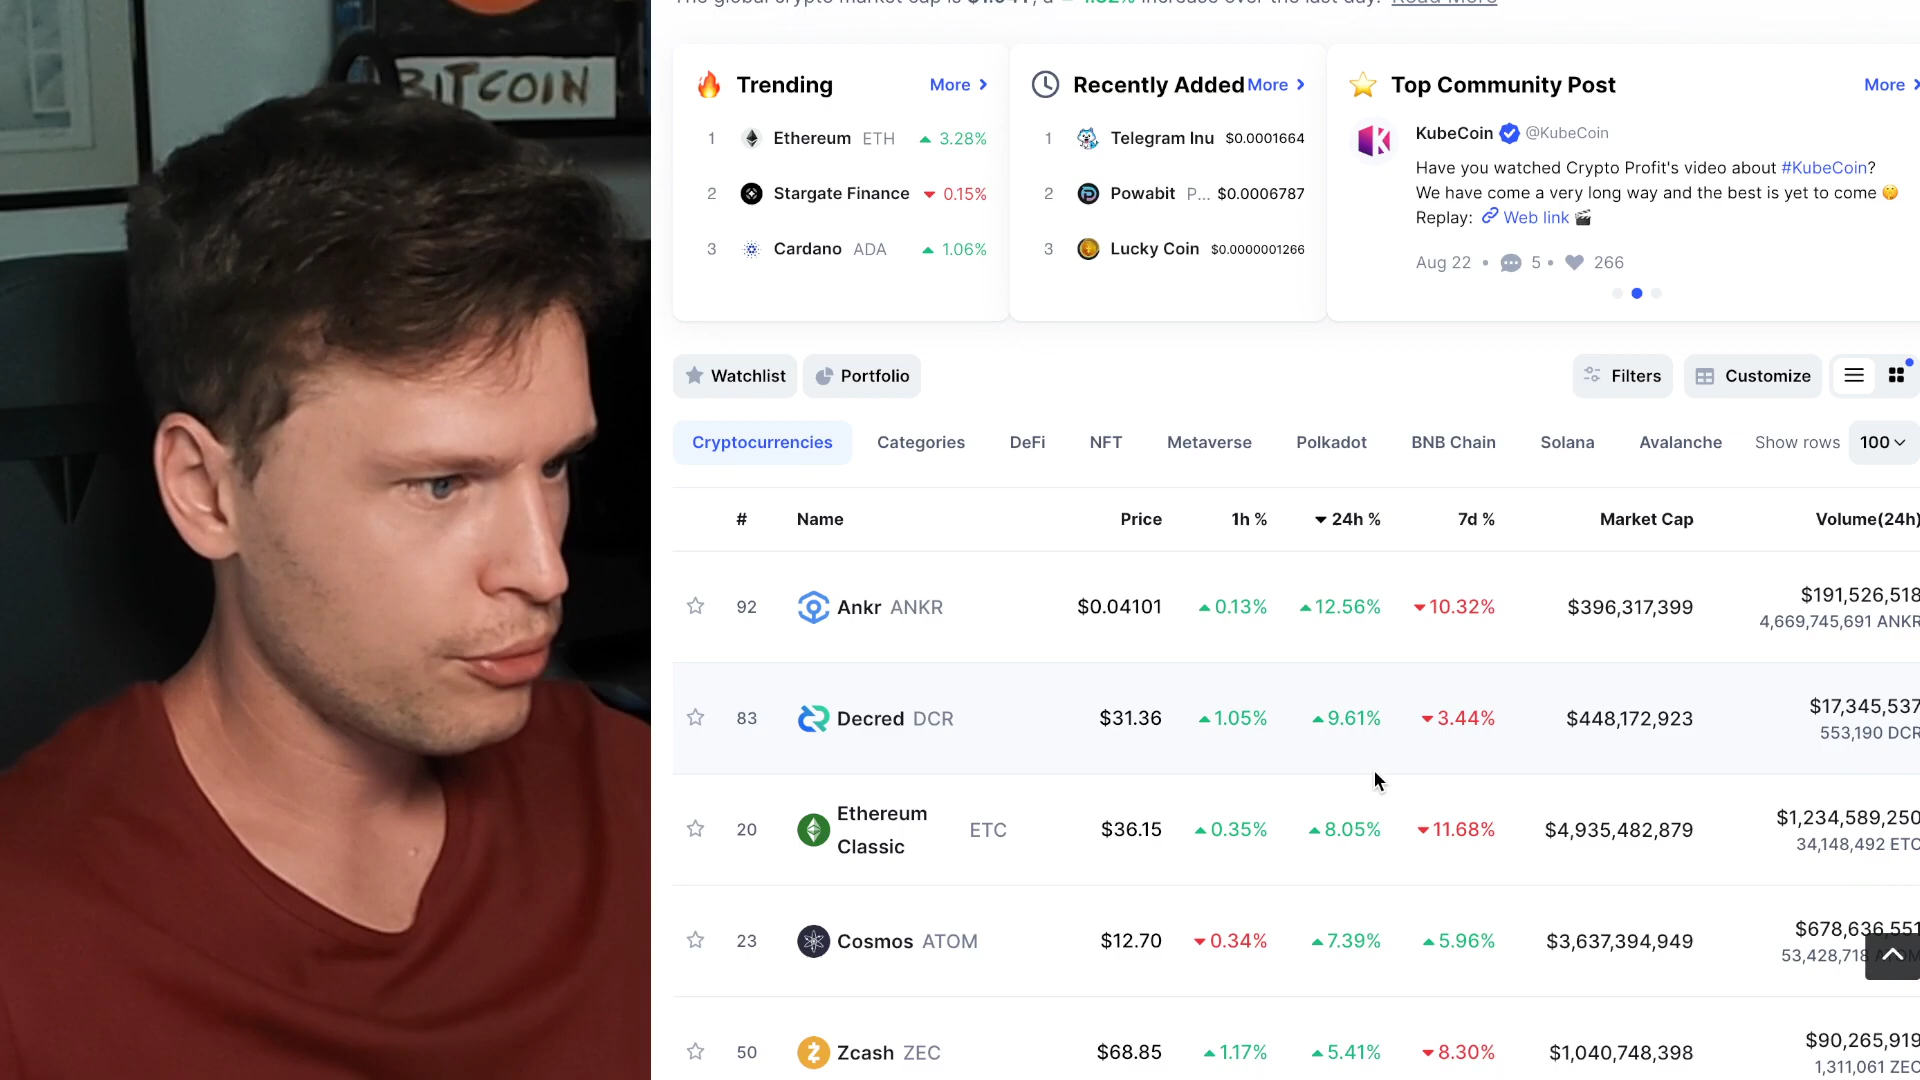 BITCOIN
Trending
More
1 Ethereum ETH 3.28%
2 Stargate Finance 0.15%
3 Cardano ADA 1.06%
Recently Added More
1 Telegram Inu $0.0001664
2 Powabit P... $0.0006787
3 Lucky Coin $0.0000001266
Top Community Post
More
KubeCoin @KubeCoin
Have you watched Crypto Profit's video about #KubeCoin?
We have come a very long way and the best is yet to come
Replay: Web link
Aug 22 • 5 • 266
Watchlist Portfolio Filters Customize
Cryptocurrencies Categories DeFi NFT Metaverse Polkadot BNB Chain Solana Avalanche Show rows 100
# Name Price 1h % 24h % 7d % Market Cap Volume(24h)
92 Ankr ANKR $0.04101 0.13% 12.56% 10.32% $396,317,399 $191,526,518
4,669,745,691 ANKR
83 Decred DCR $31.36 1.05% 9.61% 3.44% $448,172,923 $17,345,537
553,190 DCR
20 Ethereum Classic ETC $36.15 0.35% 8.05% 11.68% $4,935,482,879 $1,234,589,250
34,148,492 ETC
23 Cosmos ATOM $12.70 0.34% 7.39% 5.96% $3,637,394,949 $678,636,551
53,428,718
50 Zcash ZEC $68.85 1.17% 5.41% 8.30% $1,040,748,398 $90,265,919
1,311,061 ZEC